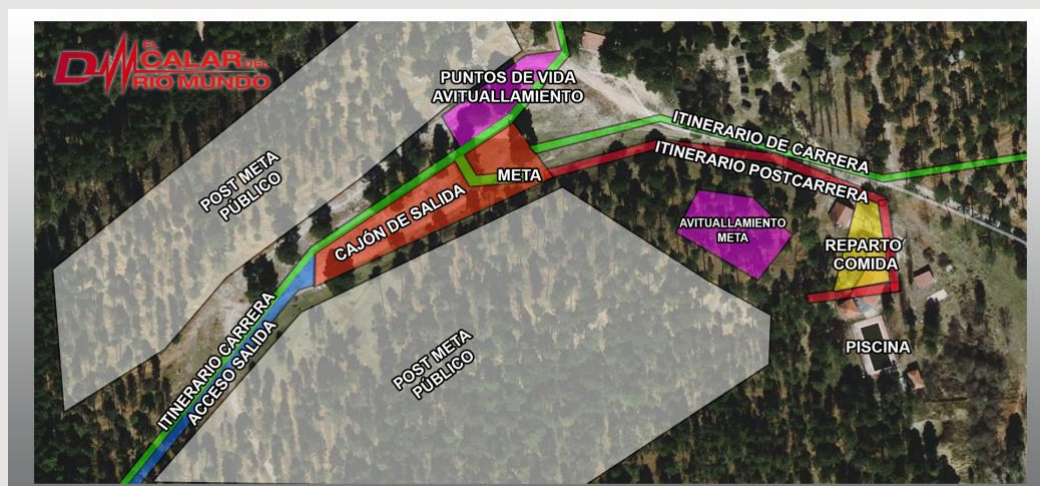 EL
DM CALAR DEL
RIO MUNDO
PUNTOS DE VIDA
AVITUALLAMIENTO
ITINERARIO DE CARRERA
ITINERARIO POSTCARRERA
POST META
PÚBLICO
META
CAJÓN DE SALIDA
AVITUALLAMIENTO
META
REPARTO
COMIDA
ITINERARIO CARRERA
ACCESO SALIDA
POST META
PÚBLICO
PISCINA